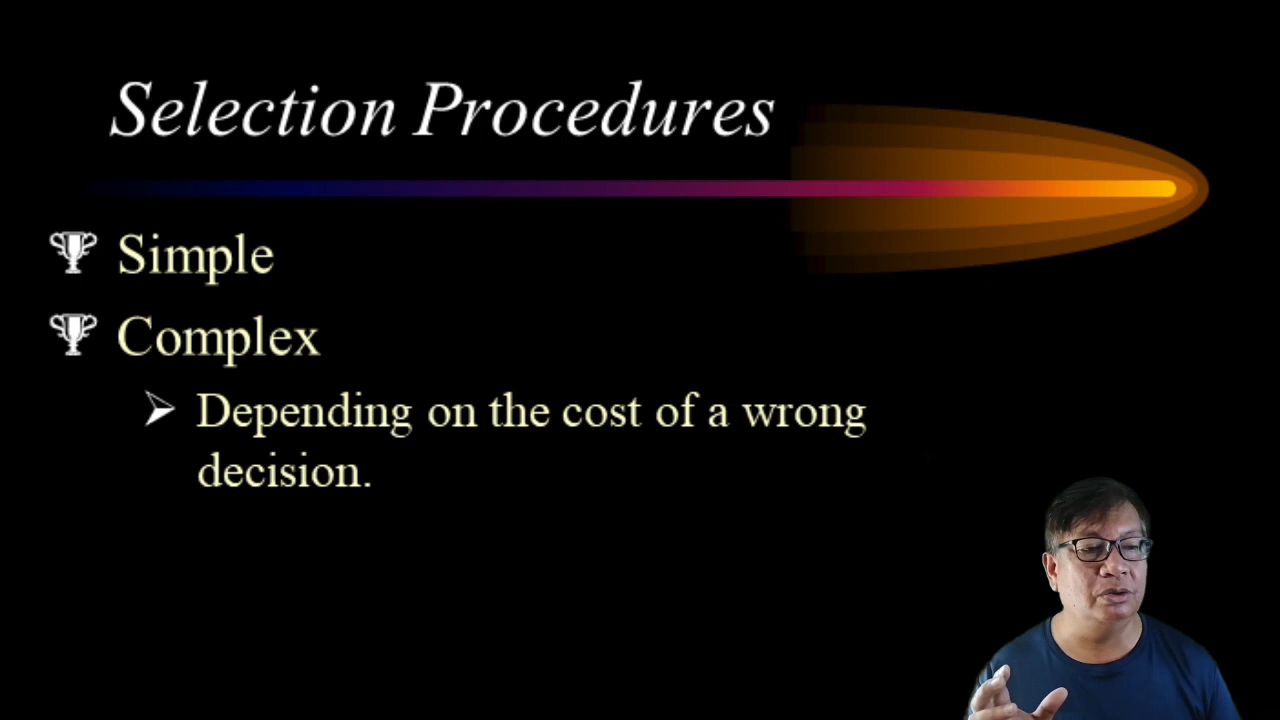 Selection Procedures
Simple
Complex
Depending on the cost of a wrong
decision.